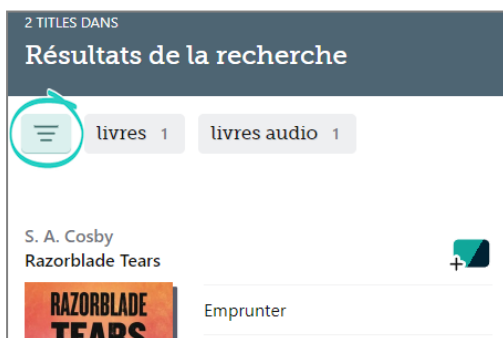 2 TITLES DANS
Résultats de la recherche
livres 1
livres audio 1
S. A. Cosby
Razorblade Tears
RAZORBLADE
TEARS
Emprunter